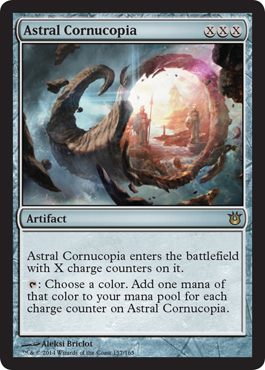 Astral Cornucopia XXX
Artifact
Astral Cornucopia enters the battlefield
with X charge counters on it.
: Choose a color. Add one mana of
that color to your mana pool for each
charge counter on Astral Cornucopia.
Aleksi Briclot
™ & © 2014 Wizards of the Coast 157/165